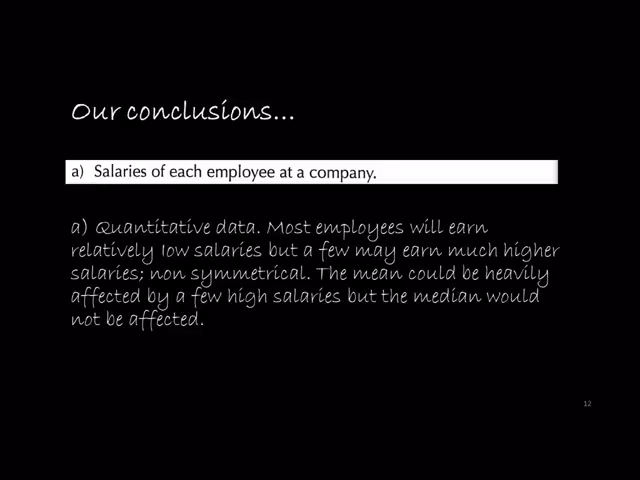 Our conclusions...
a) Salaries of each employee at a company.
a) Quantitative data. Most employees will earn
relatively low salaries but a few may earn much higher
salaries; non symmetrical. The mean could be heavily
affected by a few high salaries but the median would
not be affected.
12